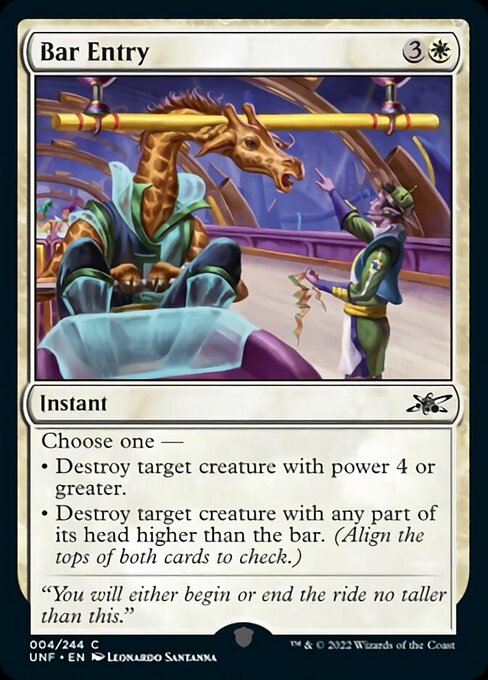 Bar Entry 3
Instant
Choose one —
• Destroy target creature with power 4 or
greater.
• Destroy target creature with any part of
its head higher than the bar. (Align the
tops of both cards to check.)
“You will either begin or end the ride no taller
than this.”
004/244 C
UNF • EN Leonardo Santanna
™ & © 2022 Wizards of the Coast